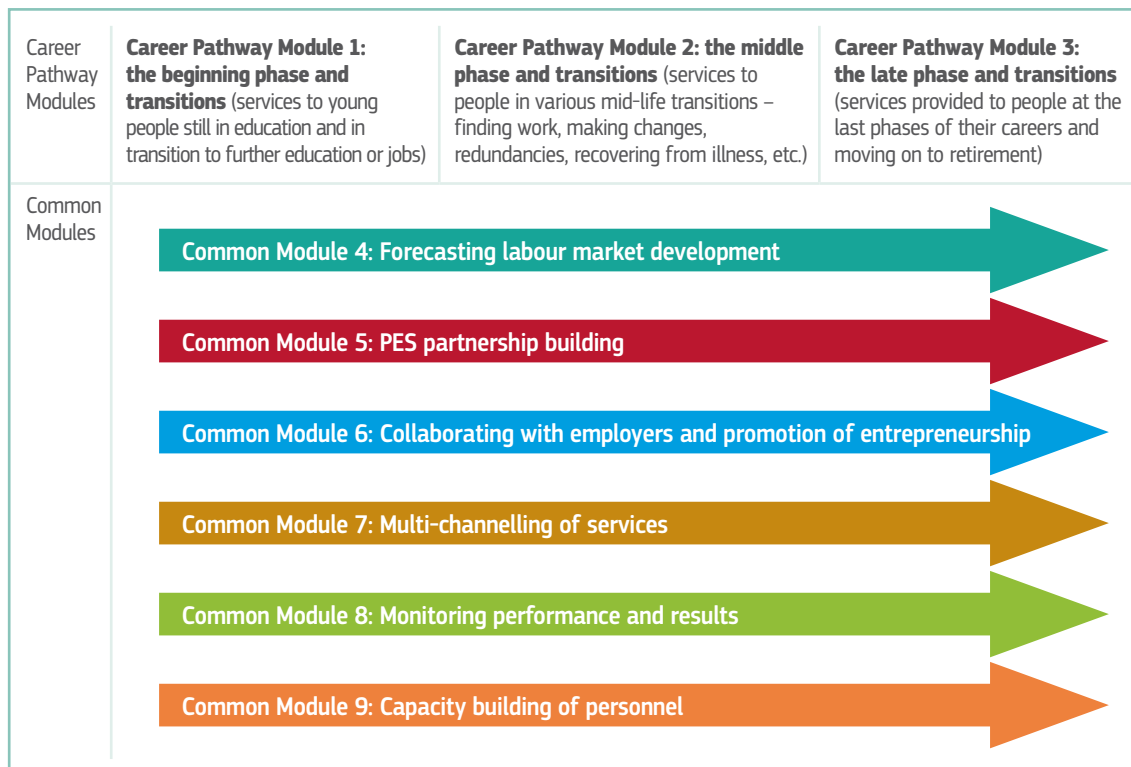 Career
Pathway
Modules
Career Pathway Module 1:
the beginning phase and
transitions (services to young
people still in education and in
transition to further education or jobs)
Career Pathway Module 2: the middle
phase and transitions (services to
people in various mid-life transitions –
finding work, making changes,
redundancies, recovering from illness, etc.)
Career Pathway Module 3:
the late phase and transitions
(services provided to people at the
last phases of their careers and
moving on to retirement)
Common
Modules
Common Module 4: Forecasting labour market development
Common Module 5: PES partnership building
Common Module 6: Collaborating with employers and promotion of entrepreneurship
Common Module 7: Multi-channelling of services
Common Module 8: Monitoring performance and results
Common Module 9: Capacity building of personnel